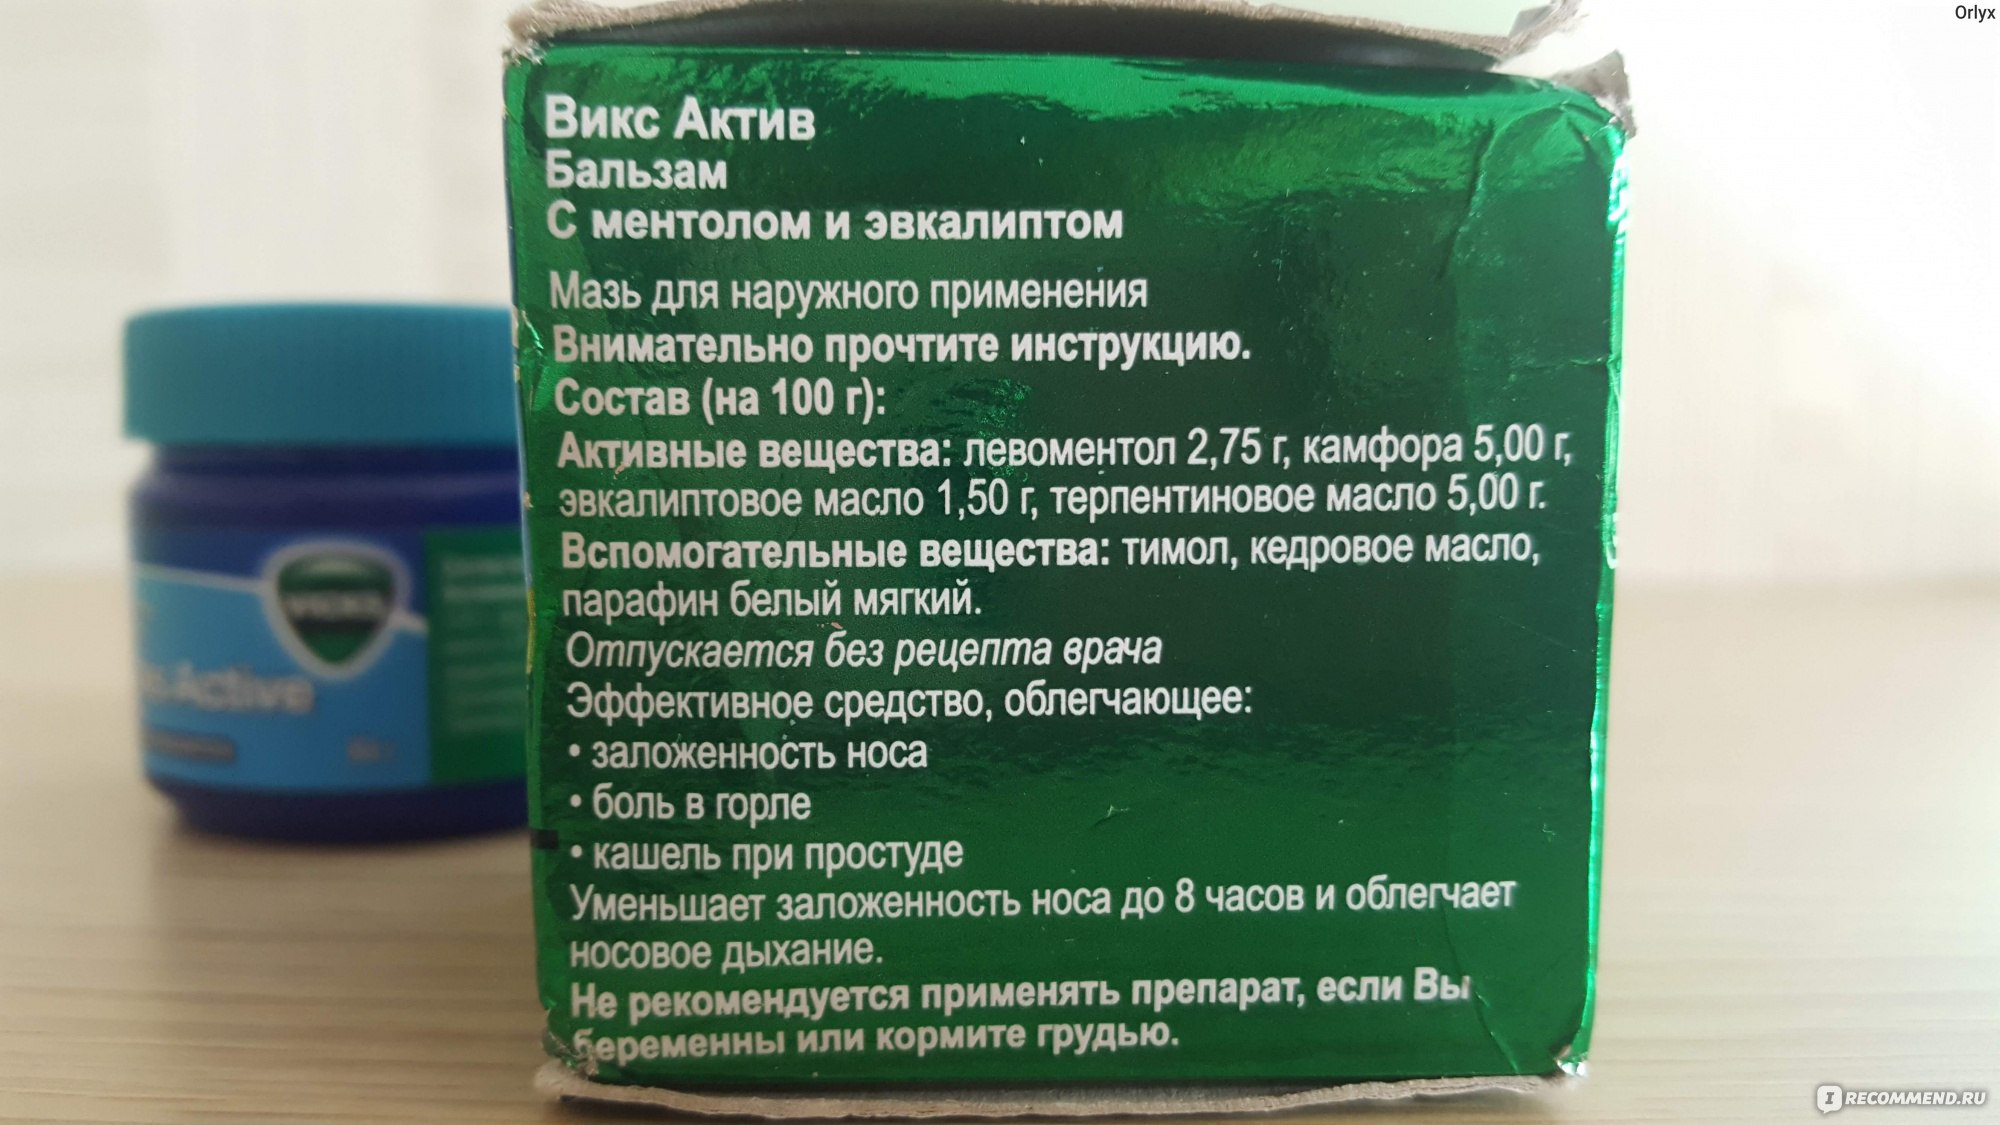 Orlyx
Викс Актив
Бальзам
С ментолом и эвкалиптом
Мазь для наружного применения
Внимательно прочтите инструкцию.
Состав (на 100 г):
Активные вещества: левоментол 2,75 г, камфора 5,00 г,
эвкалиптовое масло 1,50 г, терпентиновое масло 5,00 г.
Вспомогательные вещества: тимол, кедровое масло,
парафин белый мягкий.
Отпускается без рецепта врача
Эффективное средство, облегчающее:
• заложенность носа
• боль в горле
• кашель при простуде
Уменьшает заложенность носа до 8 часов и облегчает
носовое дыхание.
Не рекомендуется применять препарат, если Вы
беременны или кормите грудью.
VICKS
Active
I RECOMMEND.RU